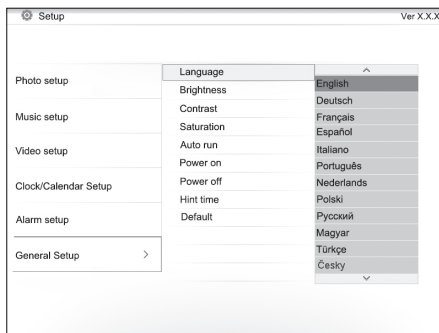 Setup
Ver X.X.X
Photo setup
Music setup
Video setup
Clock/Calendar Setup
Alarm setup
General Setup
Language
Brightness
Contrast
Saturation
Auto run
Power on
Power off
Hint time
Default
English
Deutsch
Français
Español
Italiano
Português
Nederlands
Polski
Русский
Magyar
Türkçe
Česky